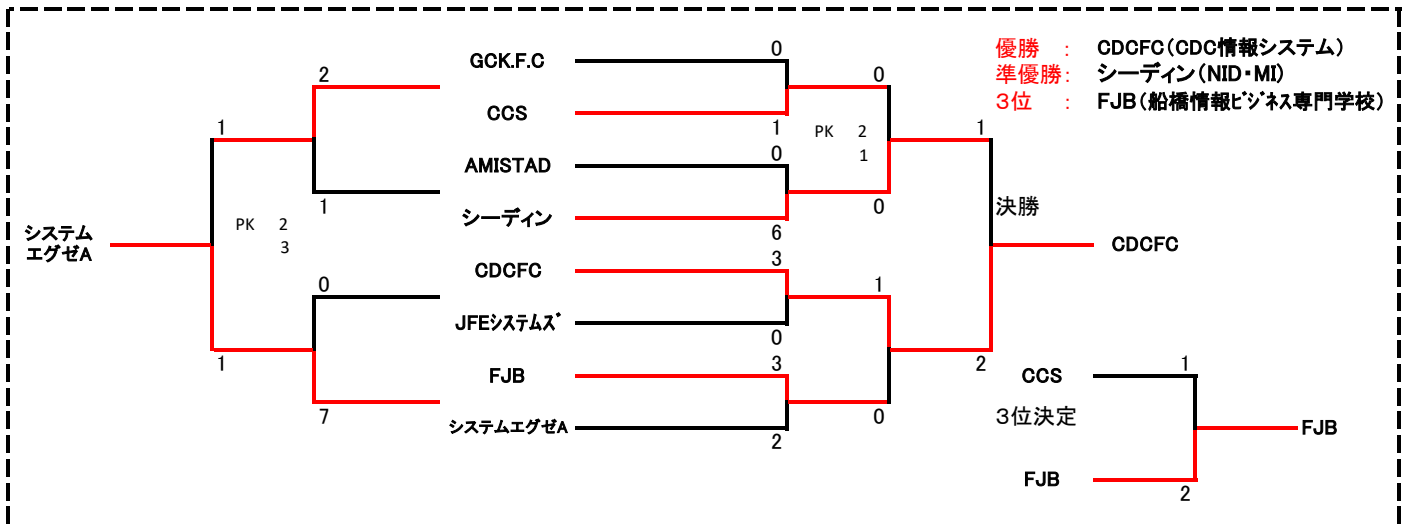 優勝 : CDCFC(CDC情報システム)
準優勝: シーディン(NID・MI)
3位 : FJB(船橋情報ビジネス専門学校)
GCK.F.C
CCS
AMISTAD
シーディン
CDCFC
JFEシステムズ
FJB
システムエグゼA
2
1
1
PK 2
3
システム
エグゼA
0
1
7
0
1
0
6
3
0
3
2
0
PK 2
1
0
1
0
1
決勝
2
CDCFC
CCS
1
3位決定
FJB
FJB
2